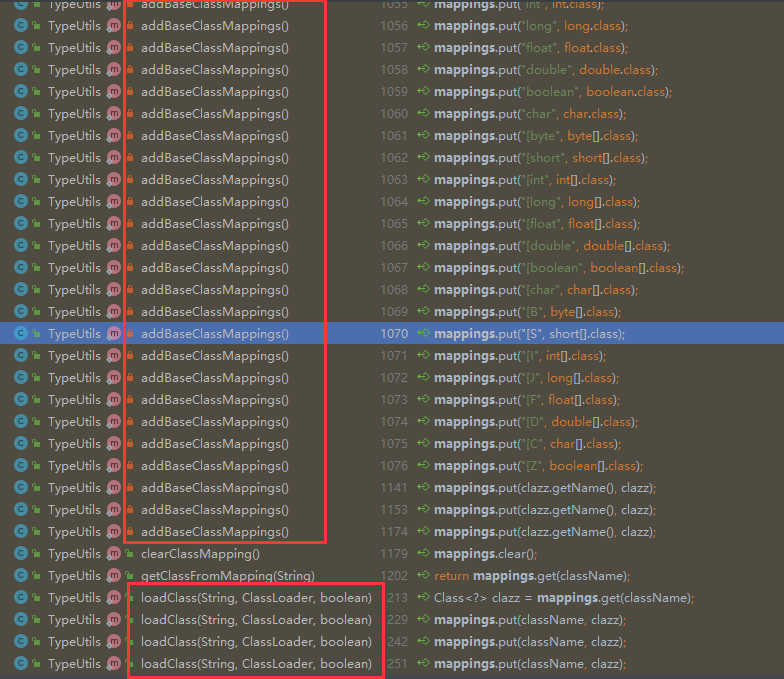 TypeUtils m addBaseClassMappings() 1055 mappings.put("int", int.class);
C TypeUtils m addBaseClassMappings() 1056 mappings.put("long", long.class);
C TypeUtils m addBaseClassMappings() 1057 mappings.put("float", float.class);
C TypeUtils m addBaseClassMappings() 1058 mappings.put("double", double.class);
C TypeUtils m addBaseClassMappings() 1059 mappings.put("boolean", boolean.class);
C TypeUtils m addBaseClassMappings() 1060 mappings.put("char", char.class);
C TypeUtils m addBaseClassMappings() 1061 mappings.put("[byte", byte[].class);
C TypeUtils m addBaseClassMappings() 1062 mappings.put("[short", short[].class);
C TypeUtils m addBaseClassMappings() 1063 mappings.put("[int", int[].class);
C TypeUtils m addBaseClassMappings() 1064 mappings.put("[long", long[].class);
C TypeUtils m addBaseClassMappings() 1065 mappings.put("[float", float[].class);
C TypeUtils m addBaseClassMappings() 1066 mappings.put("[double", double[].class);
C TypeUtils m addBaseClassMappings() 1067 mappings.put("[boolean", boolean[].class);
C TypeUtils m addBaseClassMappings() 1068 mappings.put("[char", char[].class);
C TypeUtils m addBaseClassMappings() 1069 mappings.put("[B", byte[].class);
C TypeUtils m addBaseClassMappings() 1070 mappings.put("[S", short[].class);
C TypeUtils m addBaseClassMappings() 1071 mappings.put("[I", int[].class);
C TypeUtils m addBaseClassMappings() 1072 mappings.put("[J", long[].class);
C TypeUtils m addBaseClassMappings() 1073 mappings.put("[F", float[].class);
C TypeUtils m addBaseClassMappings() 1074 mappings.put("[D", double[].class);
C TypeUtils m addBaseClassMappings() 1075 mappings.put("[C", char[].class);
C TypeUtils m addBaseClassMappings() 1076 mappings.put("[Z", boolean[].class);
C TypeUtils m addBaseClassMappings() 1141 mappings.put(clazz.getName(), clazz);
C TypeUtils m addBaseClassMappings() 1153 mappings.put(clazz.getName(), clazz);
C TypeUtils m addBaseClassMappings() 1174 mappings.put(clazz.getName(), clazz);
C TypeUtils m clearClassMapping() 1179 mappings.clear();
C TypeUtils m getClassFromMapping(String) 1202 return mappings.get(className);
C TypeUtils m loadClass(String, ClassLoader, boolean) 1213 Class<?> clazz = mappings.get(className);
C TypeUtils m loadClass(String, ClassLoader, boolean) 1229 mappings.put(className, clazz);
C TypeUtils m loadClass(String, ClassLoader, boolean) 1242 mappings.put(className, clazz);
C TypeUtils m loadClass(String, ClassLoader, boolean) 1251 mappings.put(className, clazz);